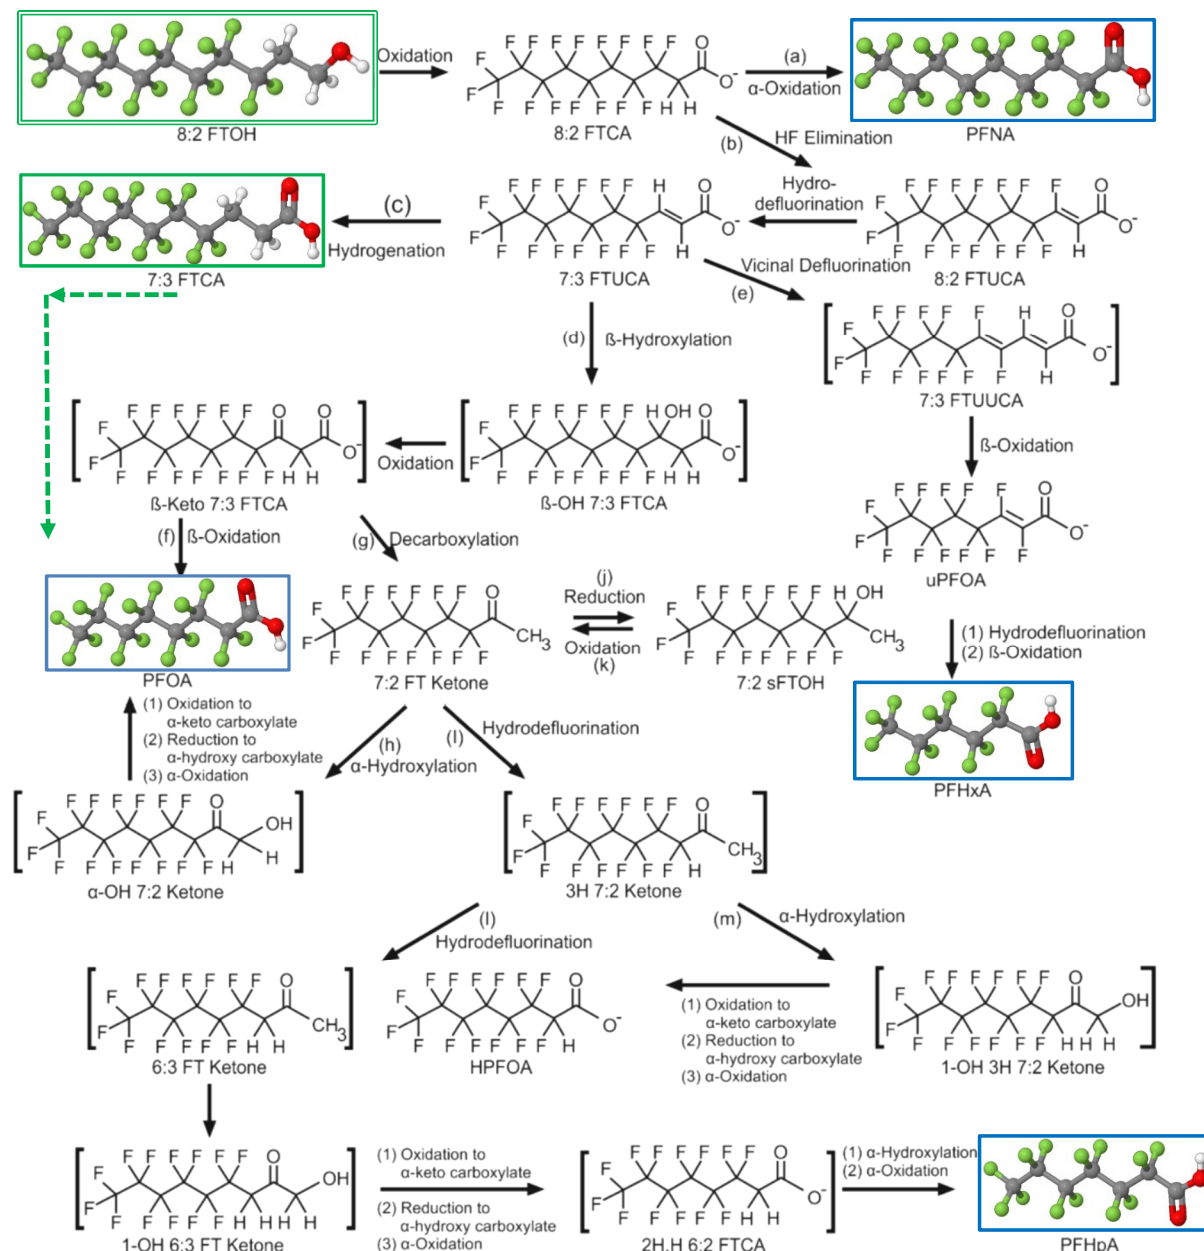 Oxidation
(a)
α-Oxidation
8:2 FTOH
8:2 FTCA
PFNA
(b)
HF Elimination
Hydro-
defluorination
(c)
Hydrogenation
7:3 FTCA
7:3 FTUCA
8:2 FTUCA
Vicinal Defluorination
(e)
(d)
ß-Hydroxylation
7:3 FTUUCA
Oxidation
ß-Oxidation
ß-Keto 7:3 FTCA
ß-OH 7:3 FTCA
(f)
ß-Oxidation
(g)
Decarboxylation
uPFOA
(j)
Reduction
Oxidation
(k)
(1) Hydrodefluorination
(2) ß-Oxidation
PFOA
7:2 FT Ketone
7:2 sFTOH
(1) Oxidation to
α-keto carboxylate
(2) Reduction to
α-hydroxy carboxylate
(3) α-Oxidation
(h)
α-Hydroxylation
(l)
Hydrodefluorination
PFHxA
α-OH 7:2 Ketone
3H 7:2 Ketone
(l)
Hydrodefluorination
(m)
α-Hydroxylation
(1) Oxidation to
α-keto carboxylate
(2) Reduction to
α-hydroxy carboxylate
(3) α-Oxidation
6:3 FT Ketone
HPFOA
1-OH 3H 7:2 Ketone
(1) Oxidation to
α-keto carboxylate
(2) Reduction to
α-hydroxy carboxylate
(3) α-Oxidation
(1) α-Hydroxylation
(2) α-Oxidation
1-OH 6:3 FT Ketone
2H,H 6:2 FTCA
PFHpA